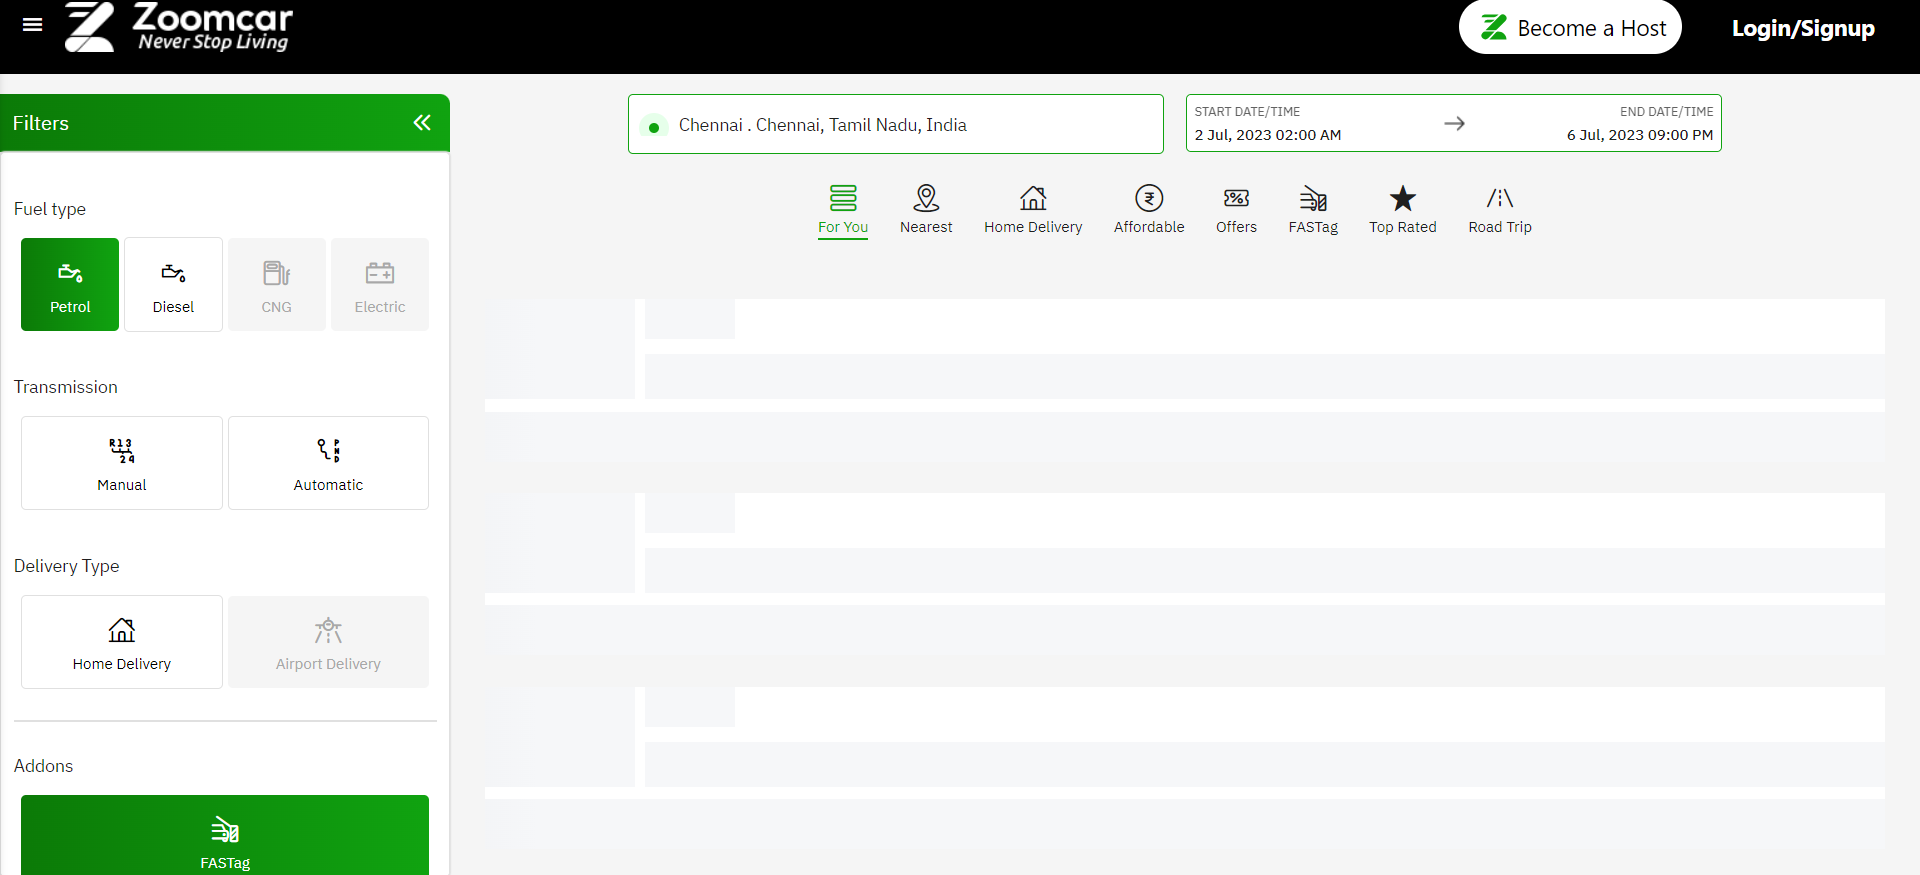 Zoomcar
Never Stop Living
Become a Host
Login/Signup
Filters
Chennai . Chennai, Tamil Nadu, India
START DATE/TIME
END DATE/TIME
2 Jul, 2023 02:00 AM
6 Jul, 2023 09:00 PM
For You
Nearest
Home Delivery
Affordable
Offers
FASTag
Top Rated
Road Trip
Fuel type
Petrol
Diesel
CNG
Electric
Transmission
R13
24
Manual
P
N
D
Automatic
Delivery Type
Home Delivery
Airport Delivery
Addons
FASTag